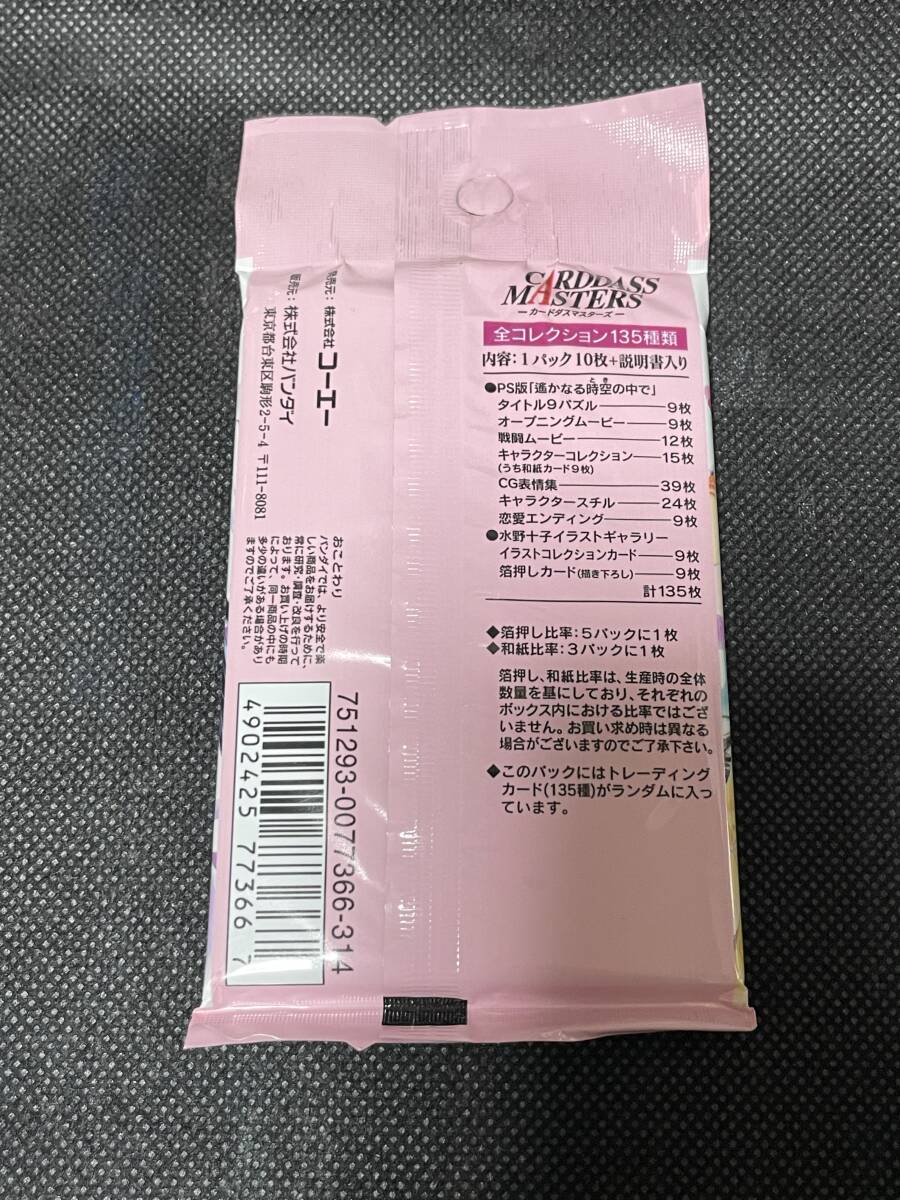 CARDDASS
MASTERS
ーカードダスマスターズー
全コレクション135種類
内容:1パック10枚+説明書入り
●PS版「遙かなる時空の中で」
とき
タイトル9パズル――9枚
オープニングムービー――9枚
戦闘ムービー――12枚
キャラクターコレクション――15枚
(うち和紙カード9枚)
CG表情集――39枚
キャラクタースチル――24枚
恋愛エンディング――9枚
●水野十子イラストギャラリー
イラストコレクションカード――9枚
箔押しカード(描き下ろし)――9枚
計135枚
◆箔押し比率:5パックに1枚
◆和紙比率:3パックに1枚
箔押し、和紙比率は、生産時の全体
数量を基にしており、それぞれの
ボックス内における比率ではござ
いません。お買い求め時は異なる
場合がございますのでご了承下さい。
◆このパックにはトレーディング
カード(135種)がランダムに入っ
ています。
発売元:株式会社コーエー
販売元:株式会社バンダイ
東京都台東区駒形2-5-4 〒111-8081
おことわり
バンダイでは、より安全で楽
しい商品をお届けするために、
常に研究・調査・改良を行って
おります。お買い上げの時期
によって、同一商品の中にも
多少の違いがある場合があり
ますのでご了承ください。
751293-0077366-314
4902425 77366 7